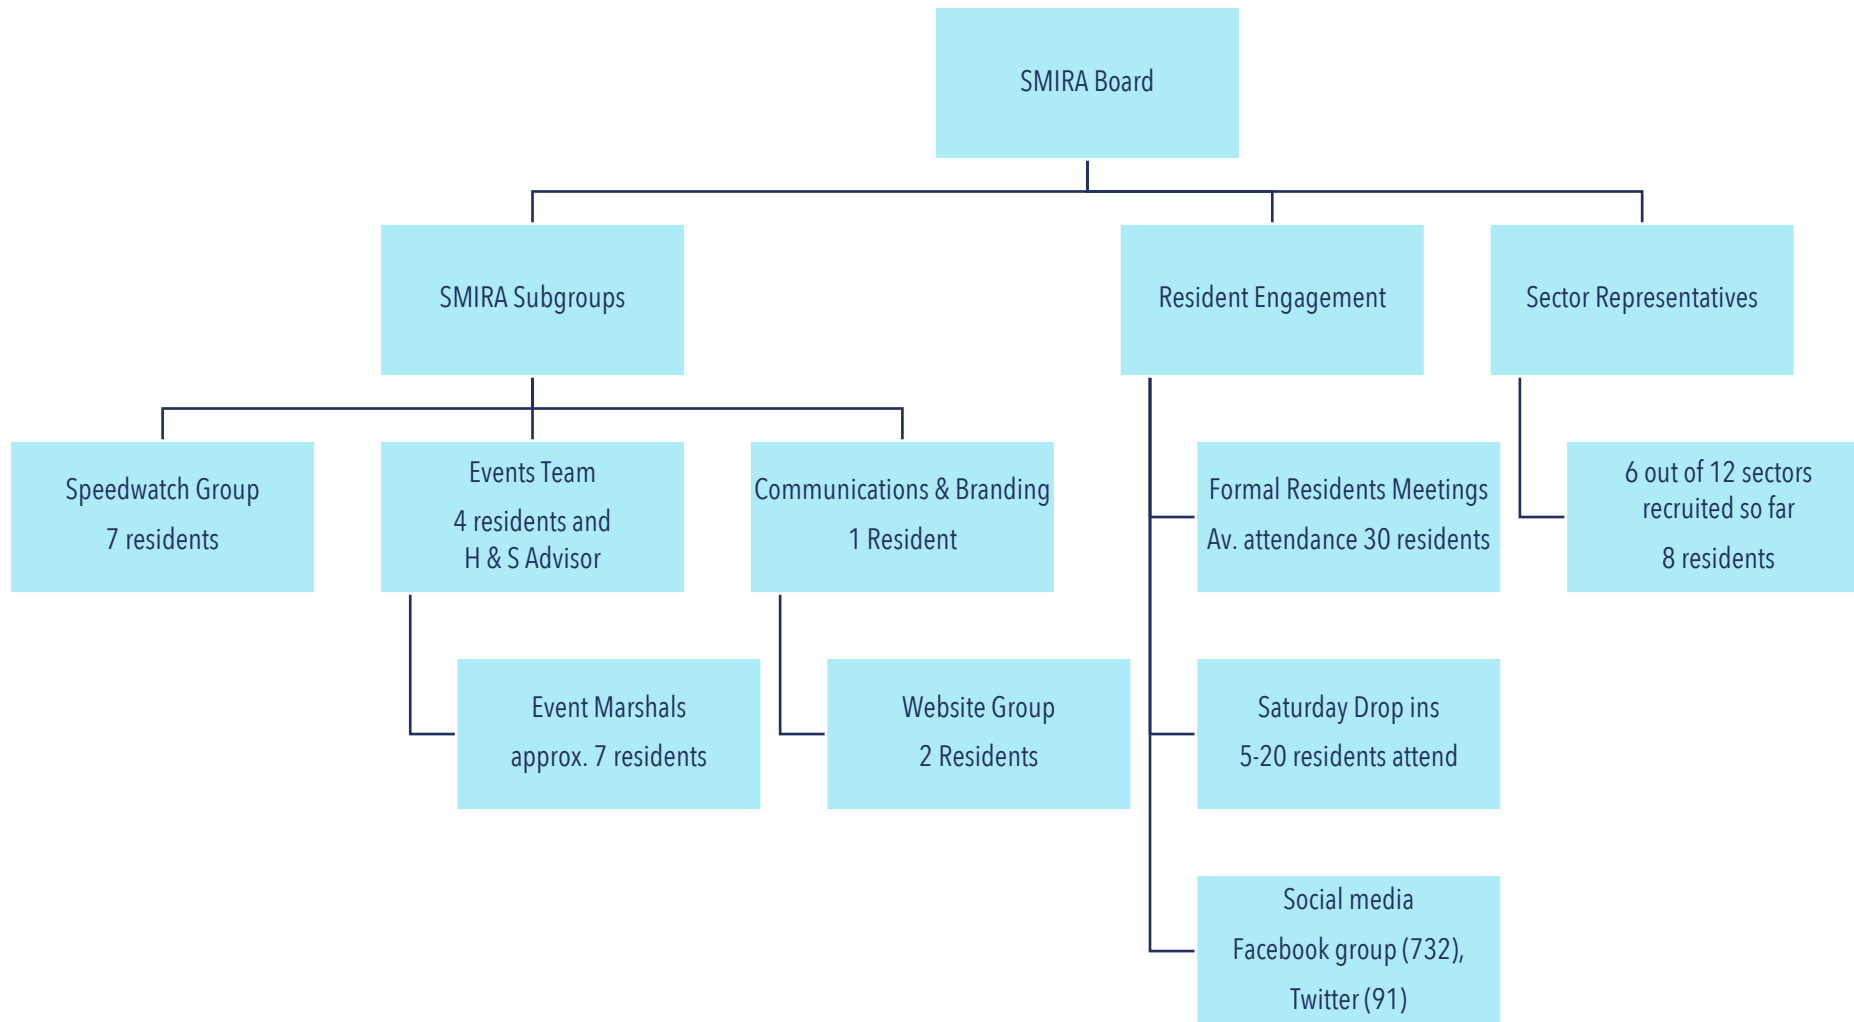 SMIRA Board
SMIRA Subgroups
Resident Engagement
Sector Representatives
Speedwatch Group
7 residents
Events Team
4 residents and
H & S Advisor
Communications & Branding
1 Resident
Formal Residents Meetings
Av. attendance 30 residents
6 out of 12 sectors
recruited so far
8 residents
Event Marshals
approx. 7 residents
Website Group
2 Residents
Saturday Drop ins
5-20 residents attend
Social media
Facebook group (732),
Twitter (91)